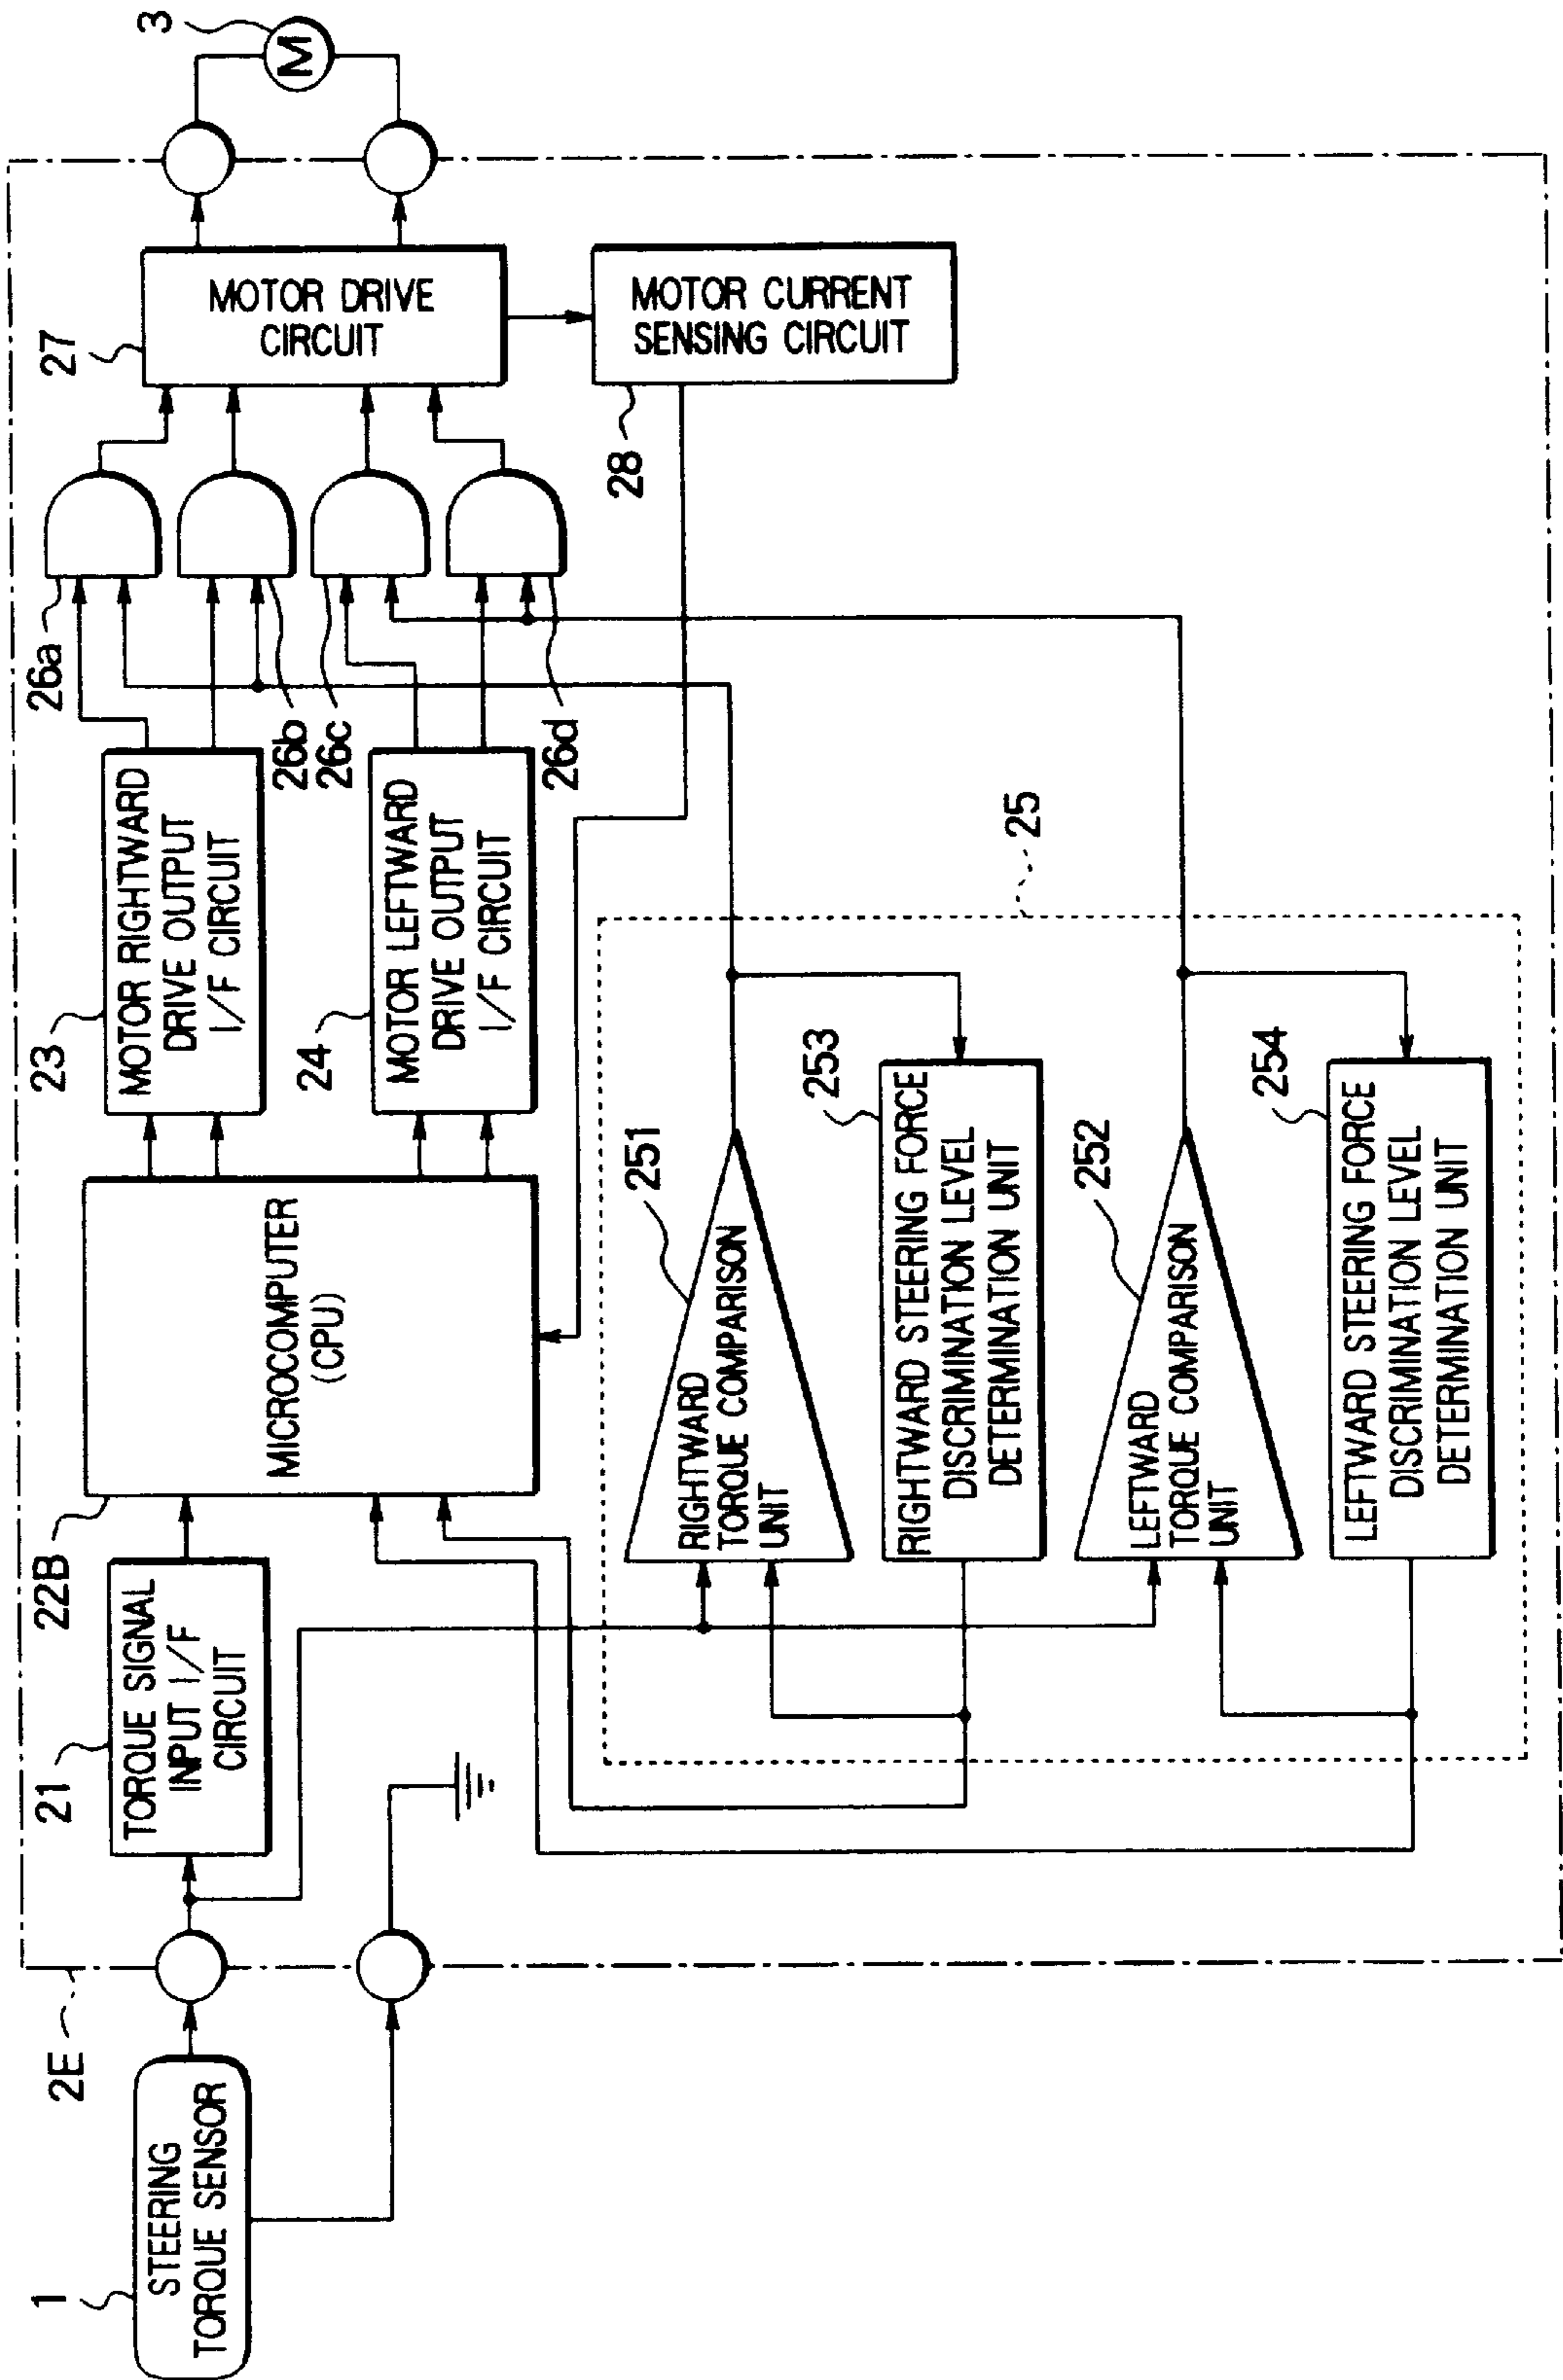 1
STEERING
TORQUE SENSOR
2E
21
TORQUE SIGNAL
INPUT I/F
CIRCUIT
22B
MICROCOMPUTER
(CPU)
23
MOTOR RIGHTWARD
DRIVE OUTPUT
I/F CIRCUIT
24
MOTOR LEFTWARD
DRIVE OUTPUT
I/F CIRCUIT
26a
26b
26c
26d
27
MOTOR DRIVE
CIRCUIT
3
M
28
MOTOR CURRENT
SENSING CIRCUIT
25
251
RIGHTWARD
TORQUE COMPARISON
UNIT
253
RIGHTWARD STEERING FORCE
DISCRIMINATION LEVEL
DETERMINATION UNIT
252
LEFTWARD
TORQUE COMPARISON
UNIT
254
LEFTWARD STEERING FORCE
DISCRIMINATION LEVEL
DETERMINATION UNIT